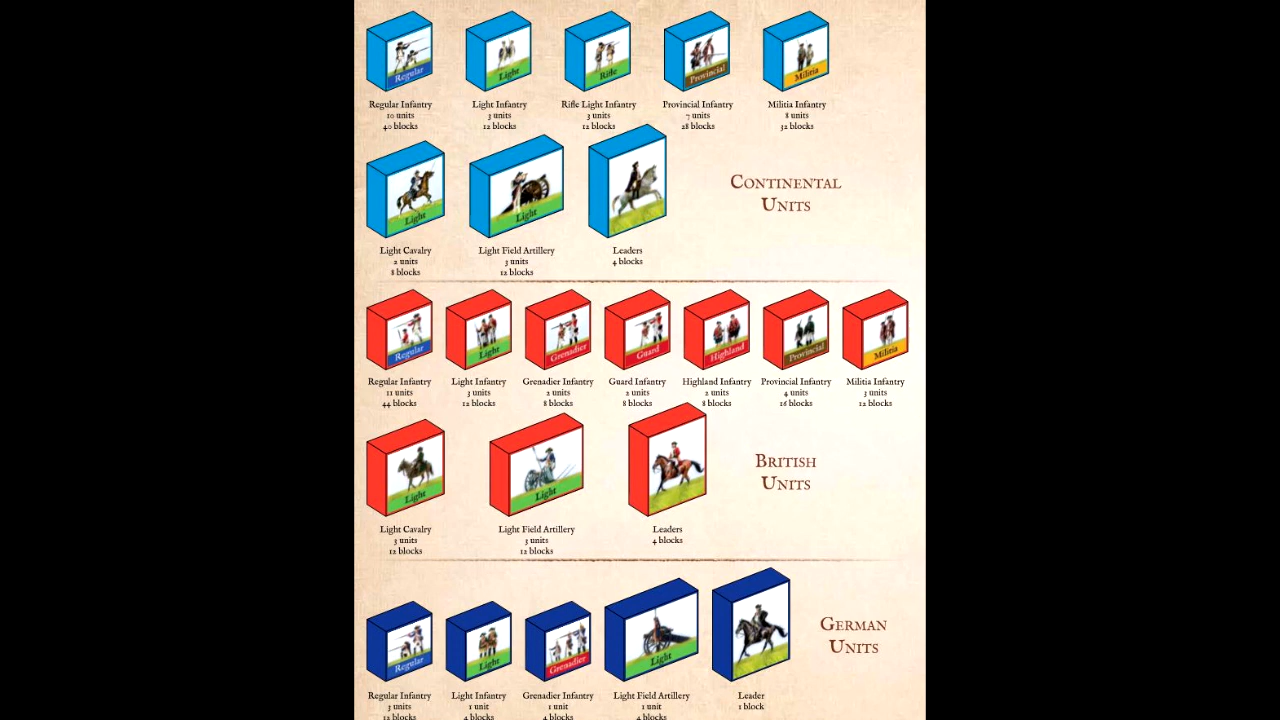 Regular
Light
Rifle
Provincial
Militia
Regular Infantry
10 units
40 blocks
Light Infantry
3 units
12 blocks
Rifle Light Infantry
3 units
12 blocks
Provincial Infantry
7 units
28 blocks
Militia Infantry
8 units
32 blocks
Light
Light
Continental
Units
Light Cavalry
2 units
8 blocks
Light Field Artillery
3 units
12 blocks
Leaders
4 blocks
Regular
Light
Grenadier
Guard
Highland
Provincial
Militia
Regular Infantry
11 units
44 blocks
Light Infantry
3 units
12 blocks
Grenadier Infantry
2 units
8 blocks
Guard Infantry
2 units
8 blocks
Highland Infantry
2 units
8 blocks
Provincial Infantry
4 units
16 blocks
Militia Infantry
3 units
12 blocks
Light
Light
British
Units
Light Cavalry
3 units
12 blocks
Light Field Artillery
3 units
12 blocks
Leaders
4 blocks
Regular
Light
Grenadier
Light
German
Units
Regular Infantry
3 units
12 blocks
Light Infantry
1 unit
4 blocks
Grenadier Infantry
1 unit
4 blocks
Light Field Artillery
1 unit
4 blocks
Leader
1 block